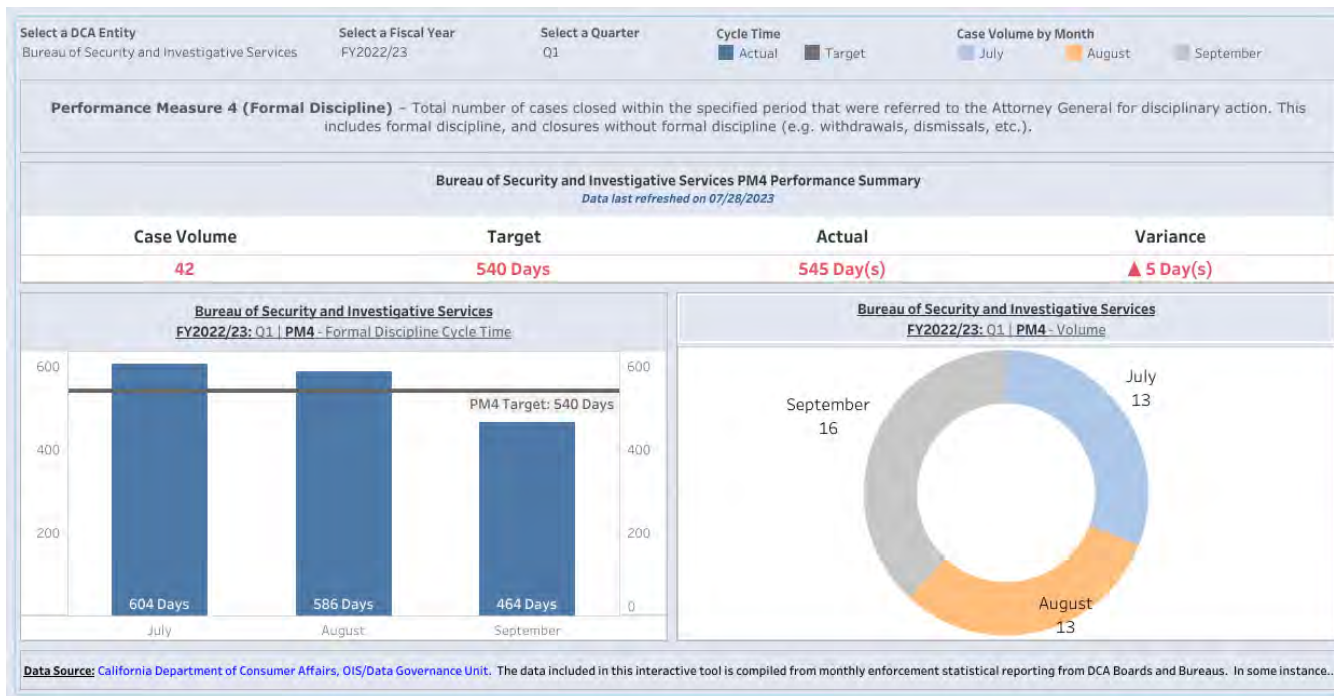 Select a DCA Entity Select a Fiscal Year Select a Quarter Cycle Time Case Volume by Month
Bureau of Security and Investigative Services FY2022/23 Q1 Actual Target July August September
Performance Measure 4 (Formal Discipline) – Total number of cases closed within the specified period that were referred to the Attorney General for disciplinary action. This
includes formal discipline, and closures without formal discipline (e.g. withdrawals, dismissals, etc.).
Bureau of Security and Investigative Services PM4 Performance Summary
Data last refreshed on 07/28/2023
Case Volume Target Actual Variance
42 540 Days 545 Day(s) ▲ 5 Day(s)
Bureau of Security and Investigative Services
FY2022/23: Q1 | PM4 - Formal Discipline Cycle Time
600 600
PM4 Target: 540 Days
400 400
200 200
0
604 Days 586 Days 464 Days
July August September
Bureau of Security and Investigative Services
FY2022/23: Q1 | PM4 - Volume
July
13
September
16
August
13
Data Source: California Department of Consumer Affairs, OIS/Data Governance Unit. The data included in this interactive tool is compiled from monthly enforcement statistical reporting from DCA Boards and Bureaus. In some instance...